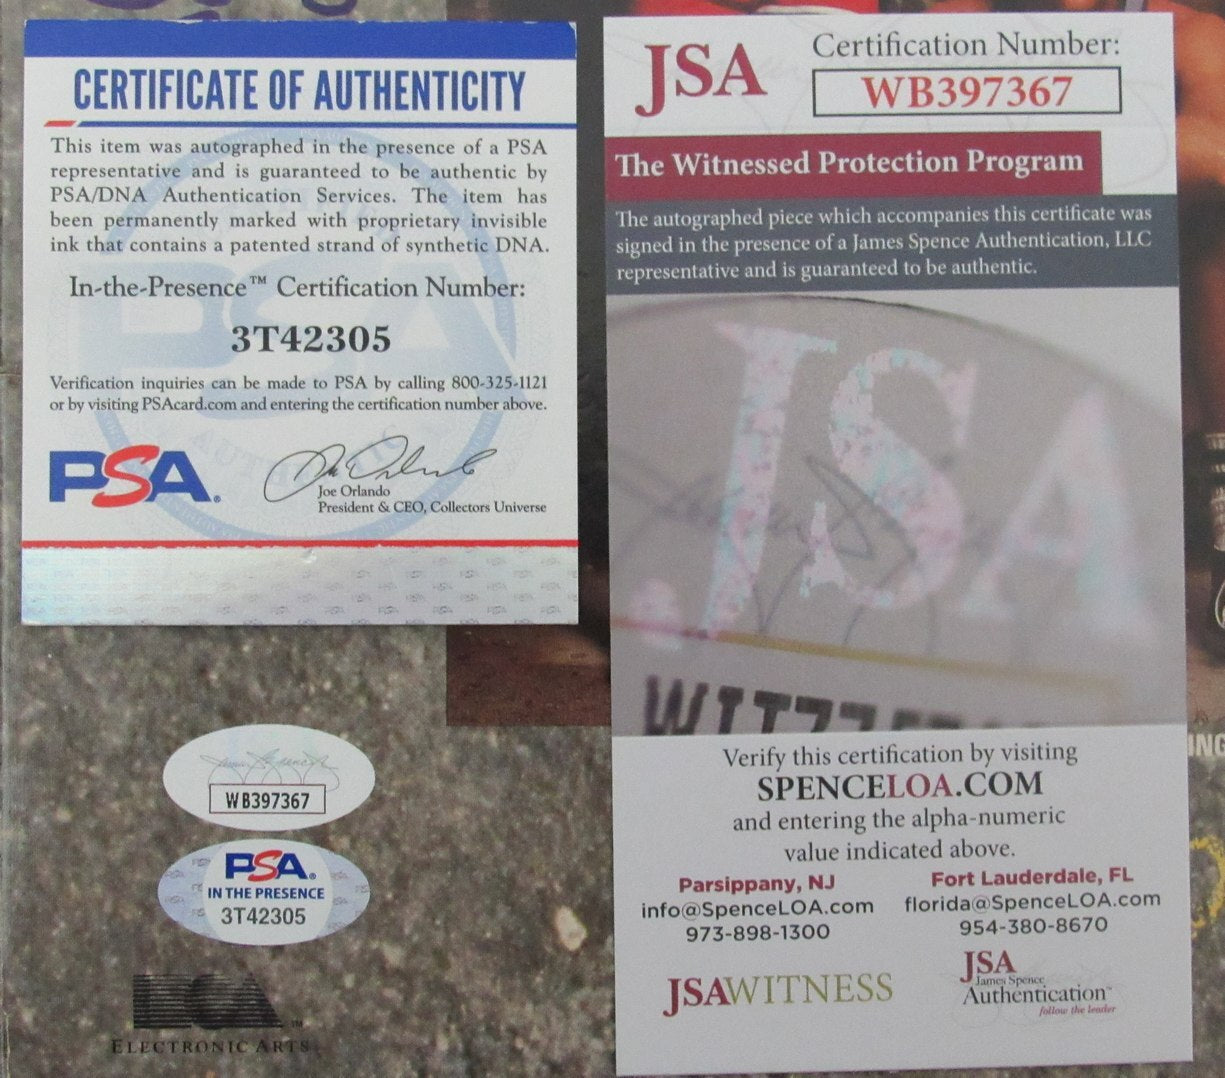 CERTIFICATE OF AUTHENTICITY
This item was autographed in the presence of a PSA
representative and is guaranteed to be authentic by
PSA/DNA Authentication Services. The item has
been permanently marked with proprietary invisible
ink that contains a patented strand of synthetic DNA.
In-the-Presence™ Certification Number:
3T42305
Verification inquiries can be made to PSA by calling 800-325-1121
or by visiting PSAcard.com and entering the certification number above.
PSA.
Joe Orlando
President & CEO, Collectors Universe
WB397367
PSA.
IN THE PRESENCE
3T42305
ELECTRONIC ARTS
JSA
Certification Number:
WB397367
The Witnessed Protection Program
The autographed piece which accompanies this certificate was
signed in the presence of a James Spence Authentication, LLC
representative and is guaranteed to be authentic.
JSA
Verify this certification by visiting
SPENCELOA.COM
and entering the alpha-numeric
value indicated above.
Parsippany, NJ
info@SpenceLOA.com
973-898-1300
Fort Lauderdale, FL
florida@SpenceLOA.com
954-380-8670
JSAWITNESS
JSA
James Spence
Authentication™
follow the leader